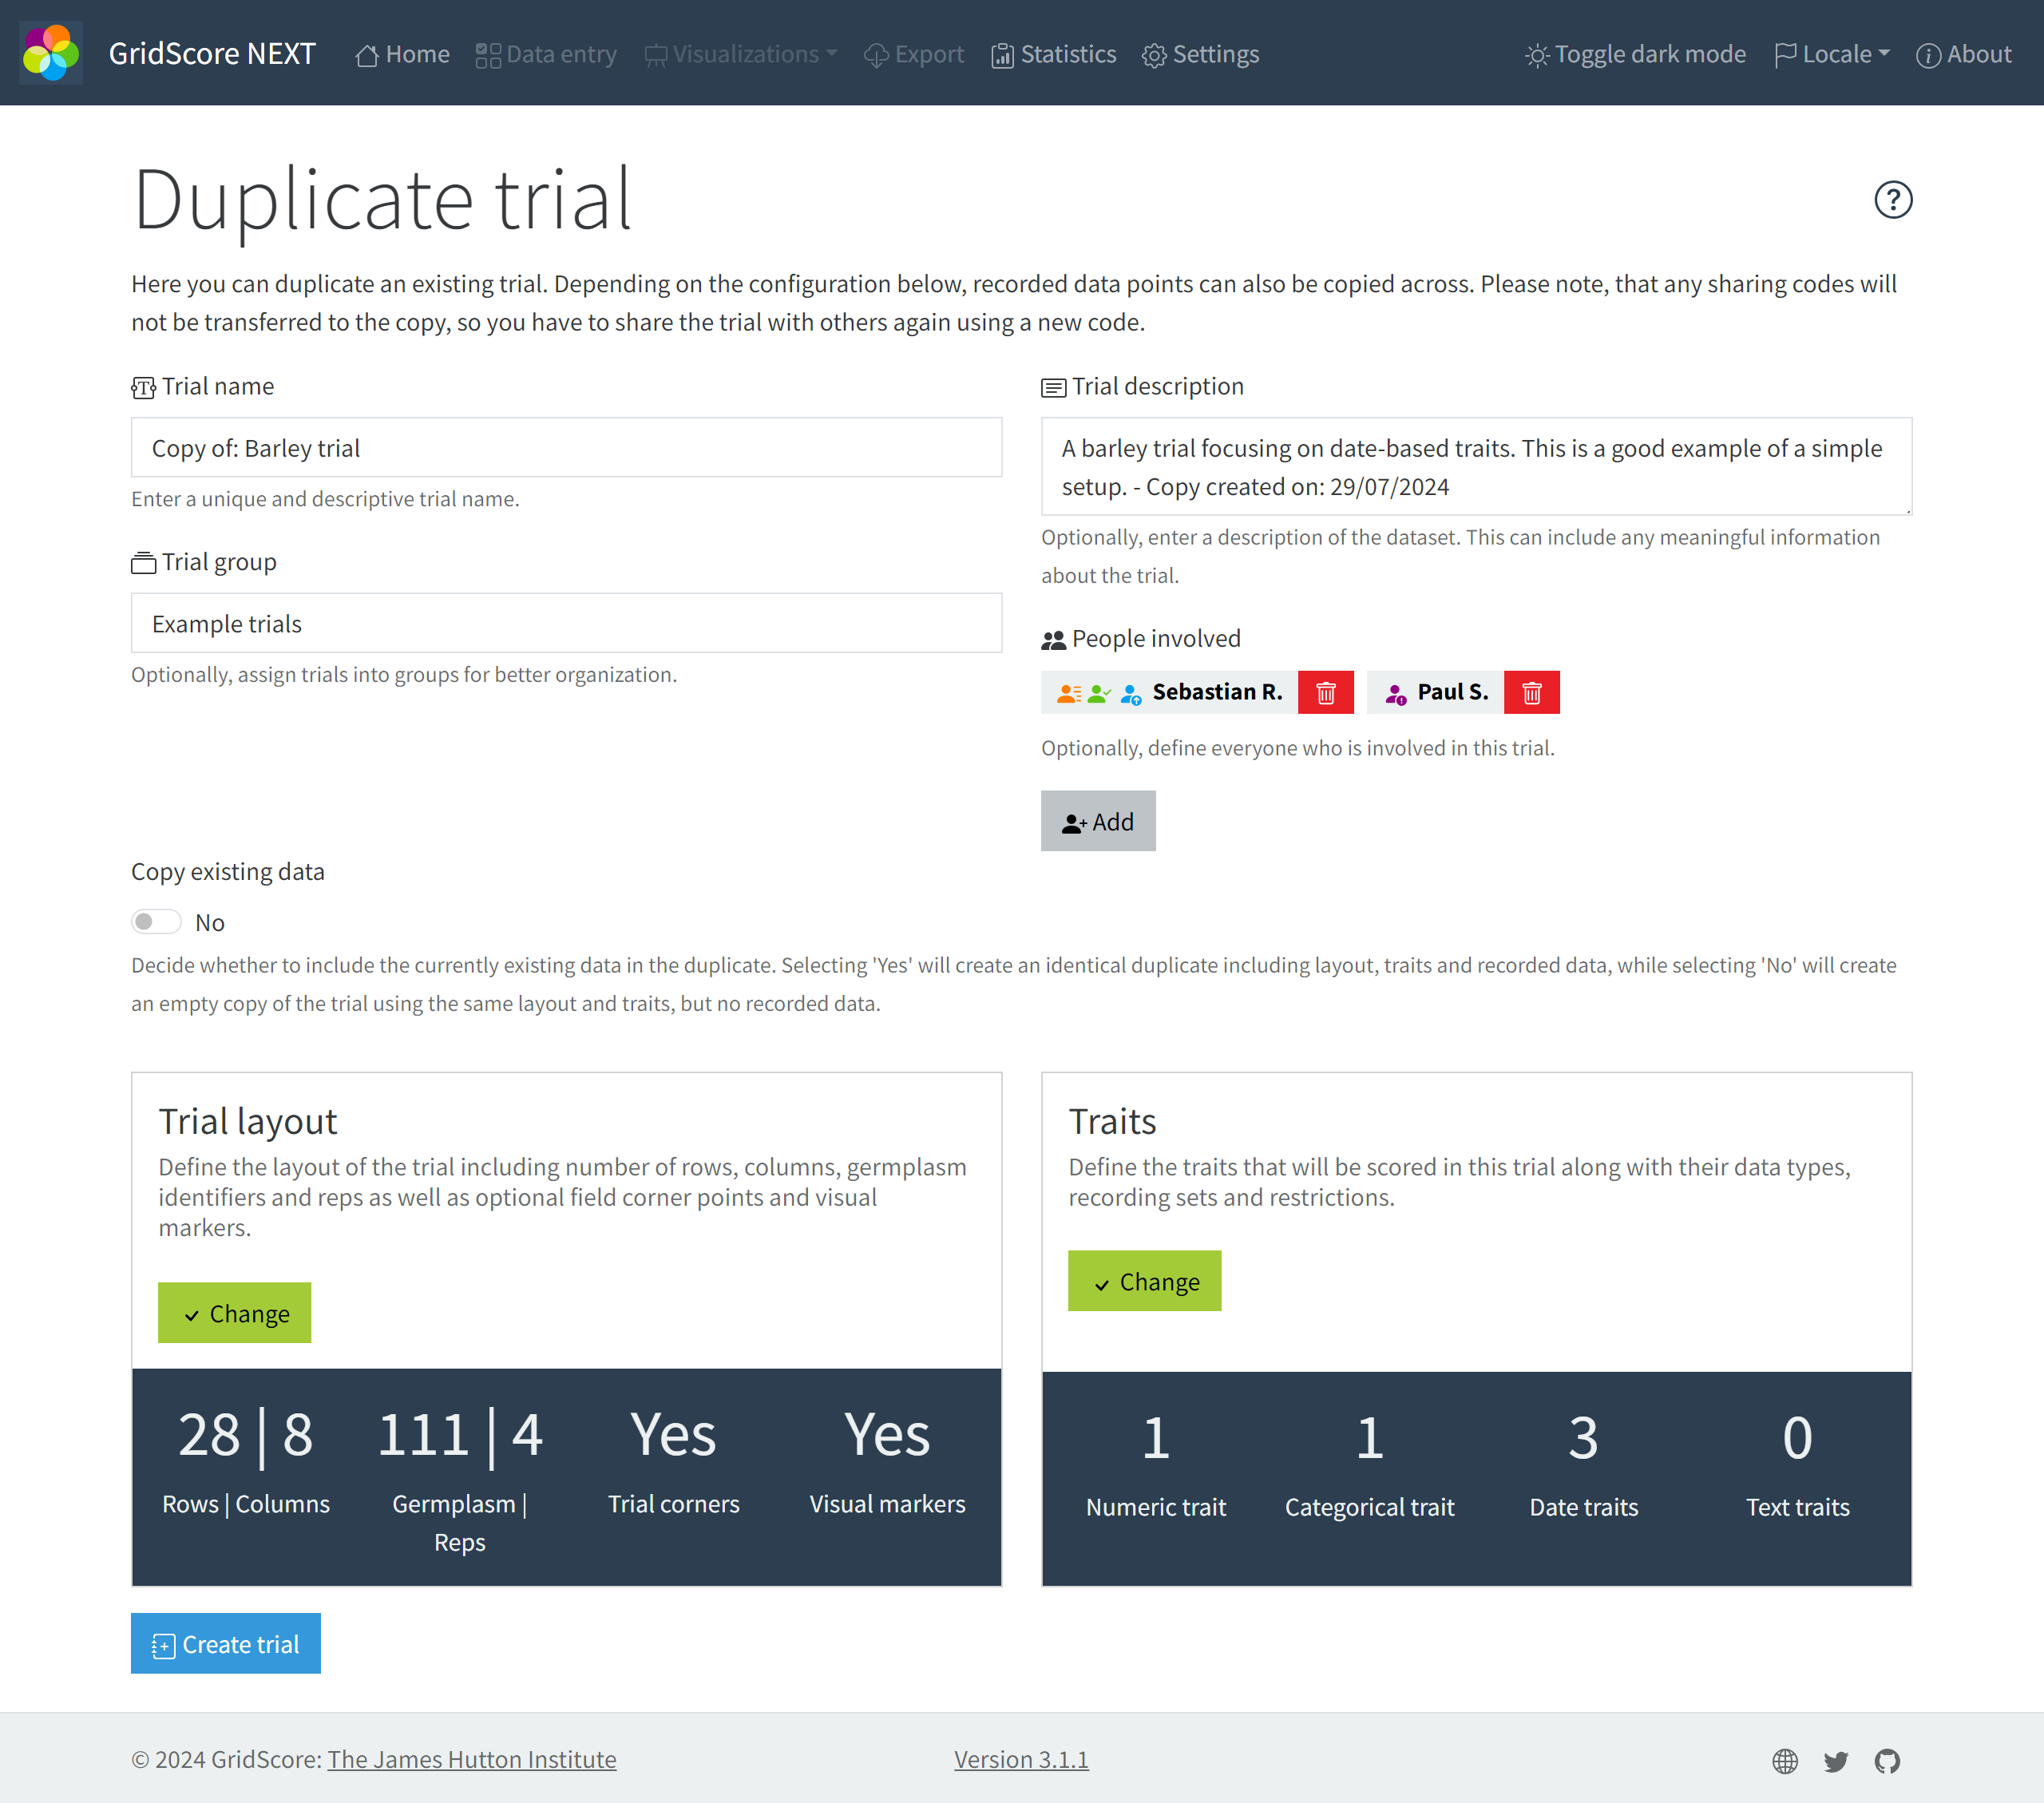 GridScore NEXT Home Data entry Visualizations Export Statistics Settings Toggle dark mode Locale About
Duplicate trial
Here you can duplicate an existing trial. Depending on the configuration below, recorded data points can also be copied across. Please note, that any sharing codes will
not be transferred to the copy, so you have to share the trial with others again using a new code.
Trial name
Copy of: Barley trial
Enter a unique and descriptive trial name.
Trial group
Example trials
Optionally, assign trials into groups for better organization.
Trial description
A barley trial focusing on date-based traits. This is a good example of a simple
setup. - Copy created on: 29/07/2024
Optionally, enter a description of the dataset. This can include any meaningful information
about the trial.
People involved
Sebastian R. Paul S.
Optionally, define everyone who is involved in this trial.
Add
Copy existing data
No
Decide whether to include the currently existing data in the duplicate. Selecting 'Yes' will create an identical duplicate including layout, traits and recorded data, while selecting 'No' will create
an empty copy of the trial using the same layout and traits, but no recorded data.
Trial layout
Define the layout of the trial including number of rows, columns, germplasm
identifiers and reps as well as optional field corner points and visual
markers.
Change
28 | 8 111 | 4 Yes Yes
Rows | Columns Germplasm | Trial corners Visual markers
Reps
Traits
Define the traits that will be scored in this trial along with their data types,
recording sets and restrictions.
Change
1 1 3 0
Numeric trait Categorical trait Date traits Text traits
Create trial
© 2024 GridScore: The James Hutton Institute Version 3.1.1